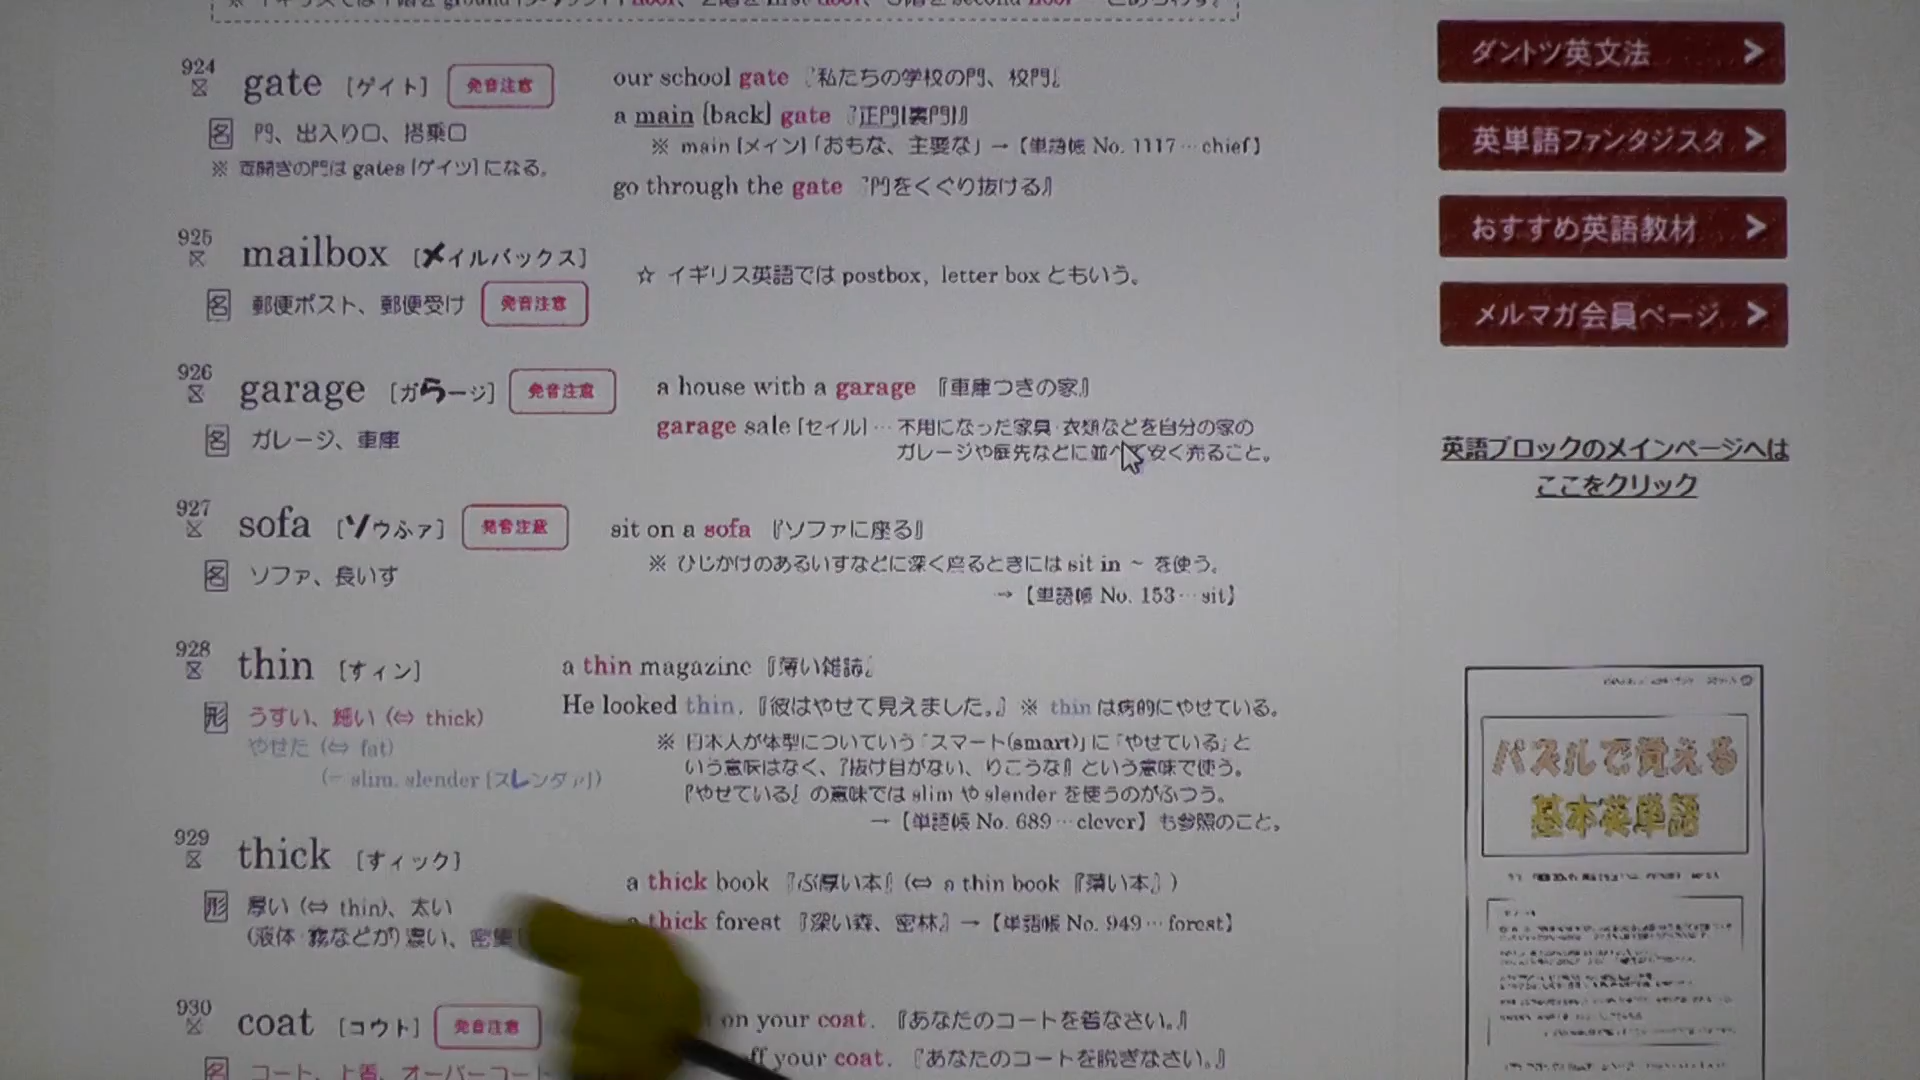 924
gate [ゲイト] 発音注意
名 門、出入り口、搭乗口
※ 両開きの門は gates [ゲイツ] になる。
our school gate 『私たちの学校の門、校門』
a main [back] gate 『正門[裏門]』
※ main [メイン]「おもな、主要な」→【単語帳 No. 1117…chief】
go through the gate 『門をくぐり抜ける』
925
mailbox [メイルバックス]
名 郵便ポスト、郵便受け 発音注意
☆ イギリス英語では postbox, letter box ともいう。
926
garage [ガラージ] 発音注意
名 ガレージ、車庫
a house with a garage 『車庫つきの家』
garage sale [セイル]… 不用になった家具・衣類などを自分の家の
ガレージや庭先などに並べて安く売ること。
927
sofa [ソウふァ] 発音注意
名 ソファ、長いす
sit on a sofa 『ソファに座る』
※ ひじかけのあるいすなどに深く座るときには sit in ~ を使う。
→【単語帳 No. 153…sit】
928
thin [すィン]
形 うすい、細い (⇔ thick)
やせた (⇔ fat)
(= slim, slender [スレンダァ])
a thin magazine 『薄い雑誌』
He looked thin. 『彼はやせて見えました。』 ※ thin は病的にやせている。
※ 日本人が体型についていう「スマート(smart)」に「やせている」と
いう意味はなく、『抜け目がない、りこうな』という意味で使う。
『やせている』の意味では slim や slender を使うのがふつう。
→【単語帳 No. 689…clever】も参照のこと。
929
thick [すィック]
形 厚い (⇔ thin)、太い
(液体・霧などが) 濃い、密集
a thick book 『ぶ厚い本』(⇔ a thin book 『薄い本』)
a thick forest 『深い森、密林』→【単語帳 No. 949…forest】
930
coat [コウト] 発音注意
名 コート、上着、オーバーコート
on your coat. 『あなたのコートを着なさい。』
off your coat. 『あなたのコートを脱ぎなさい。』
ダントツ英文法
英単語ファンタジスタ
おすすめ英語教材
メルマガ会員ページ
英語ブロックのメインページへは
ここをクリック
パズルで覚える
基本英単語